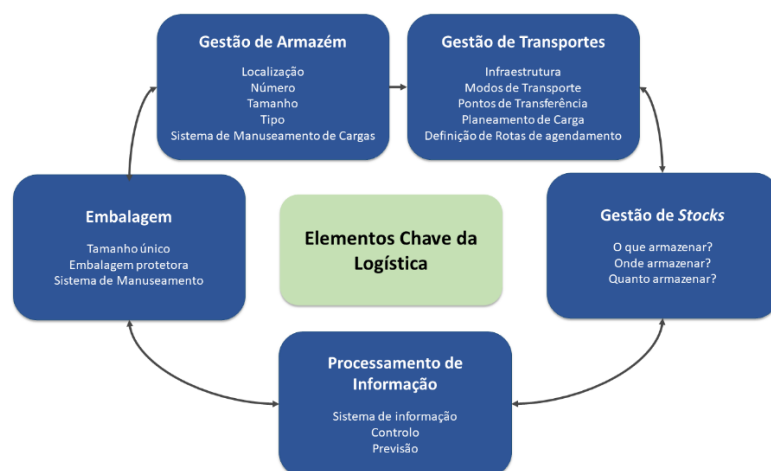 Gestão de Armazém
Localização
Número
Tamanho
Tipo
Sistema de Manuseamento de Cargas
Gestão de Transportes
Infraestrutura
Modos de Transporte
Pontos de Transferência
Planeamento de Carga
Definição de Rotas de agendamento
Embalagem
Tamanho único
Embalagem protetora
Sistema de Manuseamento
Elementos Chave da
Logística
Gestão de Stocks
O que armazenar?
Onde armazenar?
Quanto armazenar?
Processamento de
Informação
Sistema de informação
Controlo
Previsão